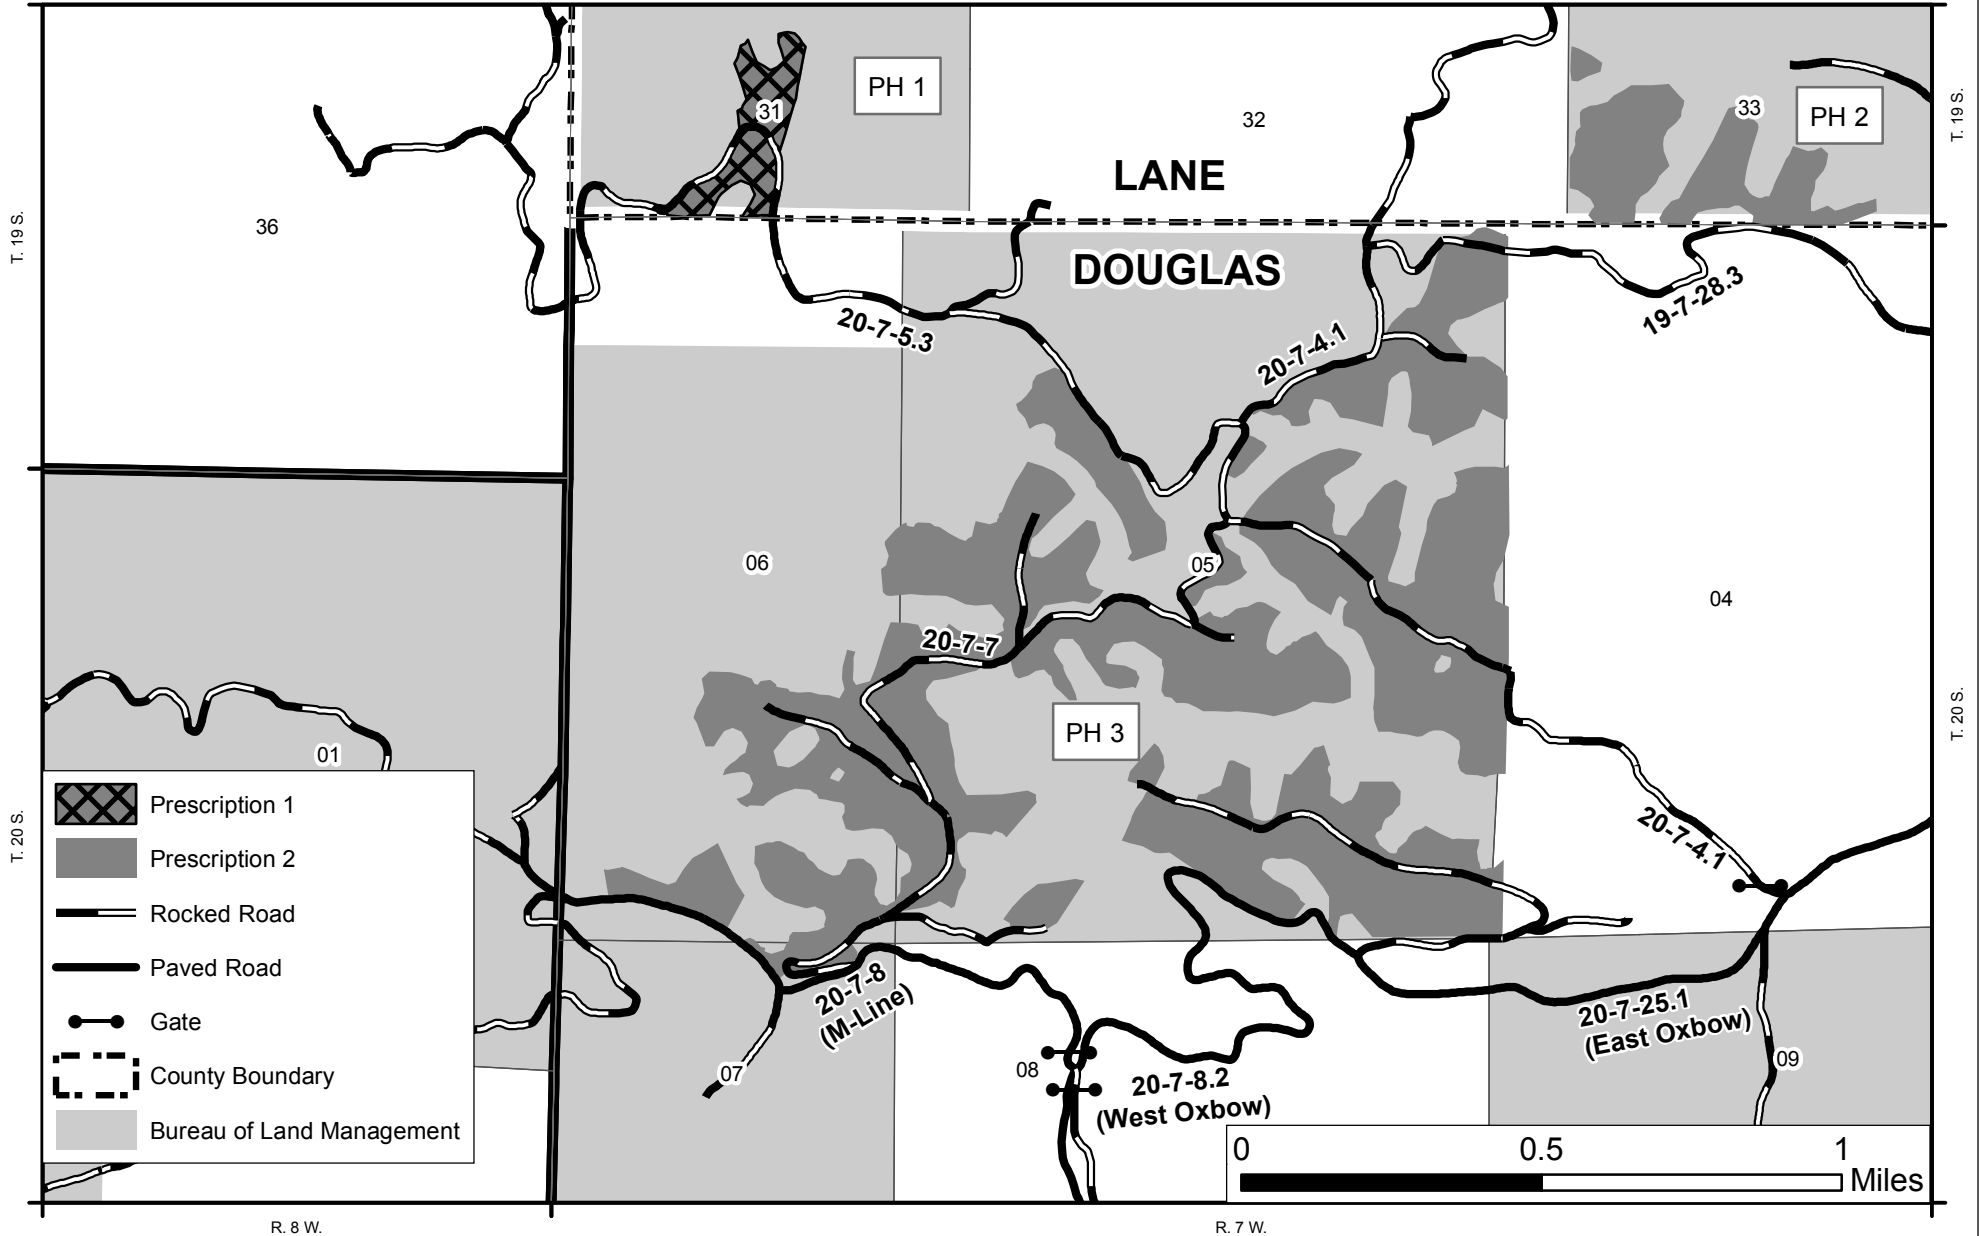 PH 1
31
32
33
PH 2
T. 19 S.
LANE
T. 19 S.
36
DOUGLAS
19-7-28.3
20-7-5.3
20-7-4.1
06
05
04
20-7-7
T. 20 S.
PH 3
01
20-7-4.1
T. 20 S.
Prescription 1
Prescription 2
Rocked Road
Paved Road
Gate
County Boundary
Bureau of Land Management
20-7-8
(M-Line)
20-7-25.1
(East Oxbow)
07
08
09
20-7-8.2
(West Oxbow)
0 0.5 1
Miles
R. 8 W.
R. 7 W.